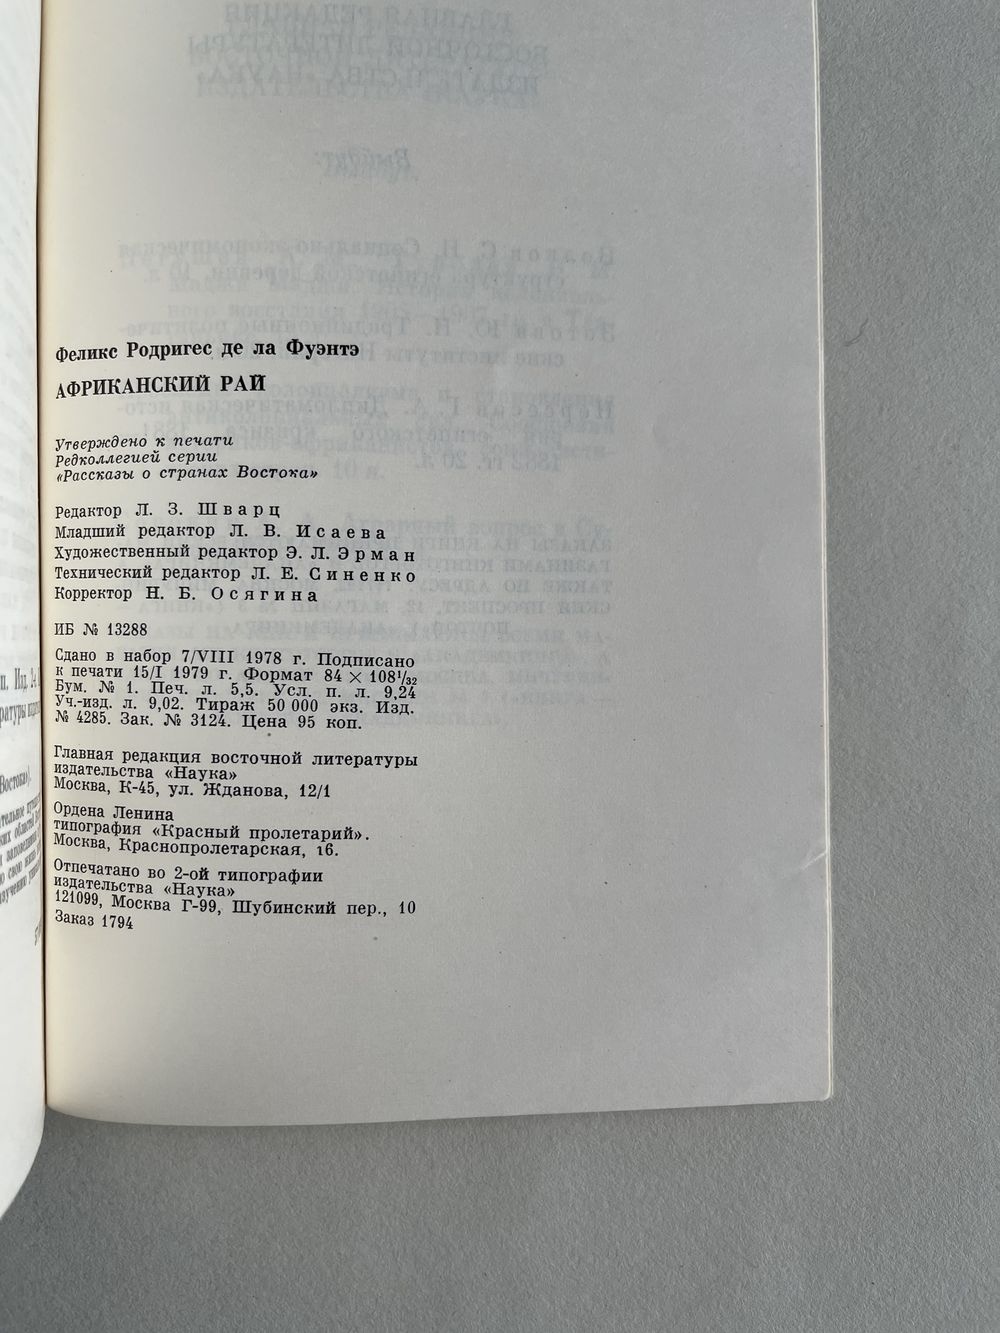 Феликс Родригес де ла Фуэнтэ
АФРИКАНСКИЙ РАЙ
Утверждено к печати
Редколлегией серии
«Рассказы о странах Востока»
Редактор Л. З. Шварц
Младший редактор Л. В. Исаева
Художественный редактор Э. Л. Эрман
Технический редактор Л. Е. Синенко
Корректор Н. Б. Осягина
ИБ № 13288
Сдано в набор 7/VIII 1978 г. Подписано
к печати 15/I 1979 г. Формат 84 × 108 1/32
Бум. № 1. Печ. л. 5,5. Усл. п. л. 9,24
Уч.-изд. л. 9,02. Тираж 50 000 экз. Изд.
№ 4285. Зак. № 3124. Цена 95 коп.
Главная редакция восточной литературы
издательства «Наука»
Москва, К-45, ул. Жданова, 12/1
Ордена Ленина
типография «Красный пролетарий».
Москва, Краснопролетарская, 16.
Отпечатано во 2-ой типографии
издательства «Наука»
121099, Москва Г-99, Шубинский пер., 10
Заказ 1794